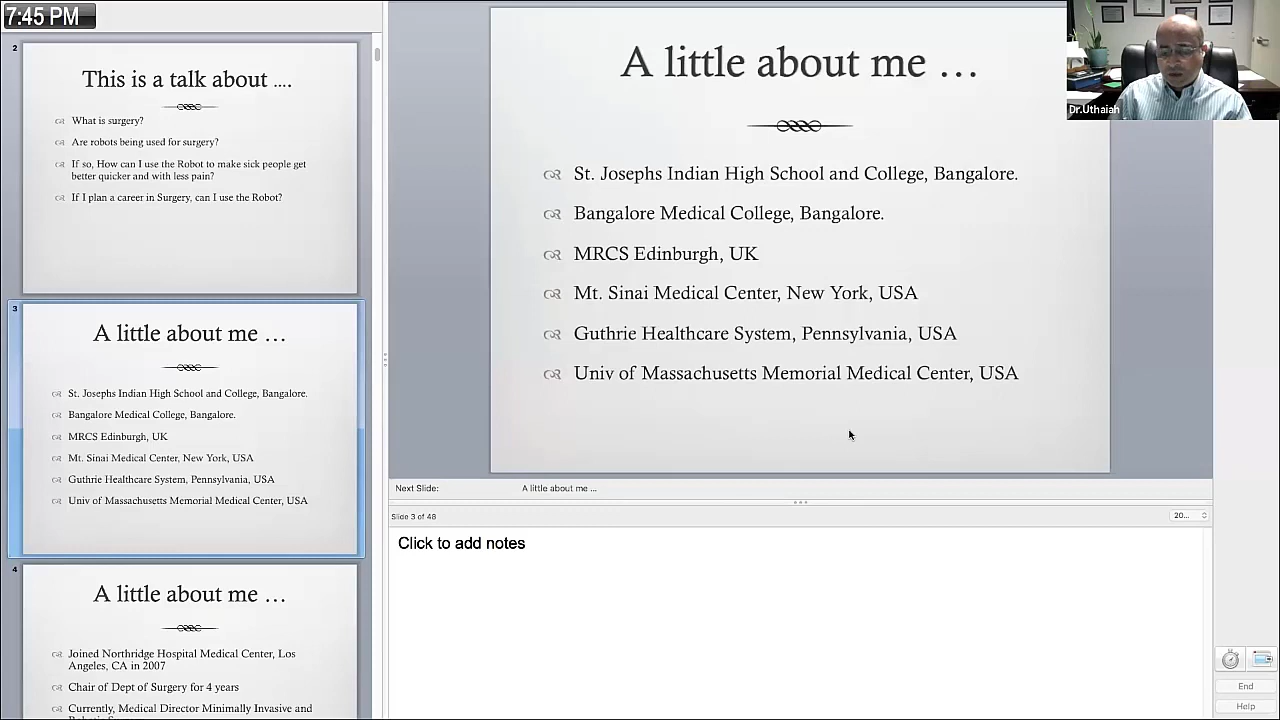 7:45 PM
2
This is a talk about ....
What is surgery?
Are robots being used for surgery?
If so, How can I use the Robot to make sick people get
better quicker and with less pain?
If I plan a career in Surgery, can I use the Robot?
3
A little about me …
St. Josephs Indian High School and College, Bangalore.
Bangalore Medical College, Bangalore.
MRCS Edinburgh, UK
Mt. Sinai Medical Center, New York, USA
Guthrie Healthcare System, Pennsylvania, USA
Univ of Massachusetts Memorial Medical Center, USA
4
A little about me …
Joined Northridge Hospital Medical Center, Los
Angeles, CA in 2007
Chair of Dept of Surgery for 4 years
Currently, Medical Director Minimally Invasive and
A little about me …
St. Josephs Indian High School and College, Bangalore.
Bangalore Medical College, Bangalore.
MRCS Edinburgh, UK
Mt. Sinai Medical Center, New York, USA
Guthrie Healthcare System, Pennsylvania, USA
Univ of Massachusetts Memorial Medical Center, USA
Dr.Uthaiah
Next Slide: A little about me ...
Slide 3 of 48
20...
Click to add notes
End
Help